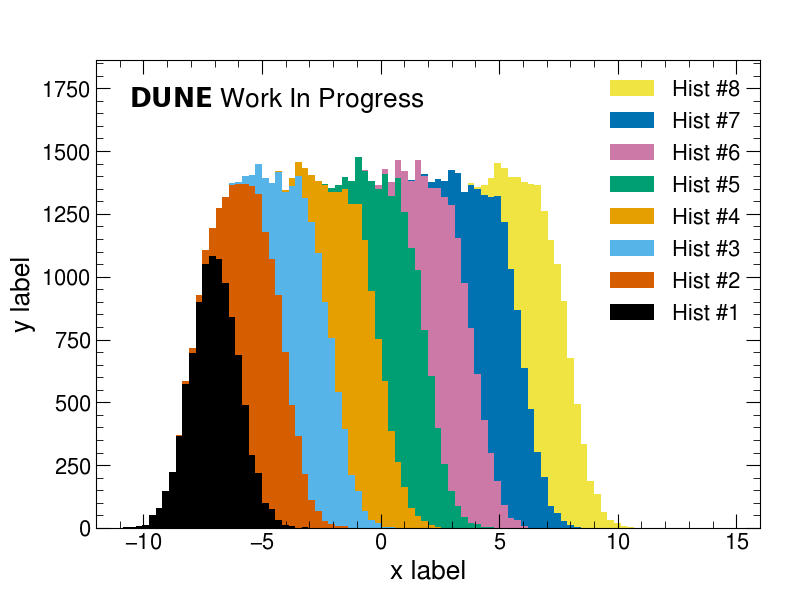 DUNE Work In Progress
Hist #8
Hist #7
Hist #6
Hist #5
Hist #4
Hist #3
Hist #2
Hist #1
y label
1750
1500
1250
1000
750
500
250
0
−10 −5 0 5 10 15
x label